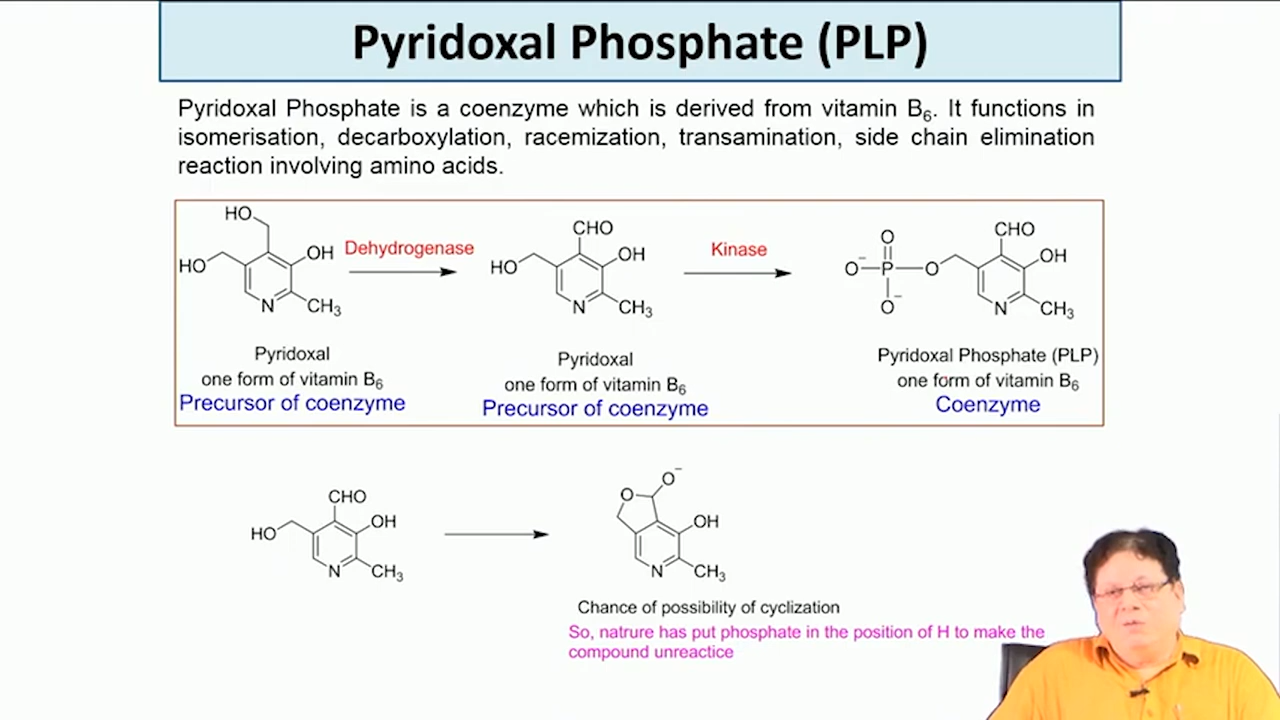 Pyridoxal Phosphate (PLP)
Pyridoxal Phosphate is a coenzyme which is derived from vitamin B₆. It functions in
isomerisation, decarboxylation, racemization, transamination, side chain elimination
reaction involving amino acids.
HO
HO
OH
N
CH₃
Dehydrogenase
CHO
HO
OH
N
CH₃
Kinase
O
O⁻
P
O
O⁻
CHO
OH
N
CH₃
Pyridoxal
one form of vitamin B₆
Precursor of coenzyme
Pyridoxal
one form of vitamin B₆
Precursor of coenzyme
Pyridoxal Phosphate (PLP)
one form of vitamin B₆
Coenzyme
CHO
HO
OH
N
CH₃
O⁻
O
OH
N
CH₃
Chance of possibility of cyclization
So, natrure has put phosphate in the position of H to make the
compound unreactice